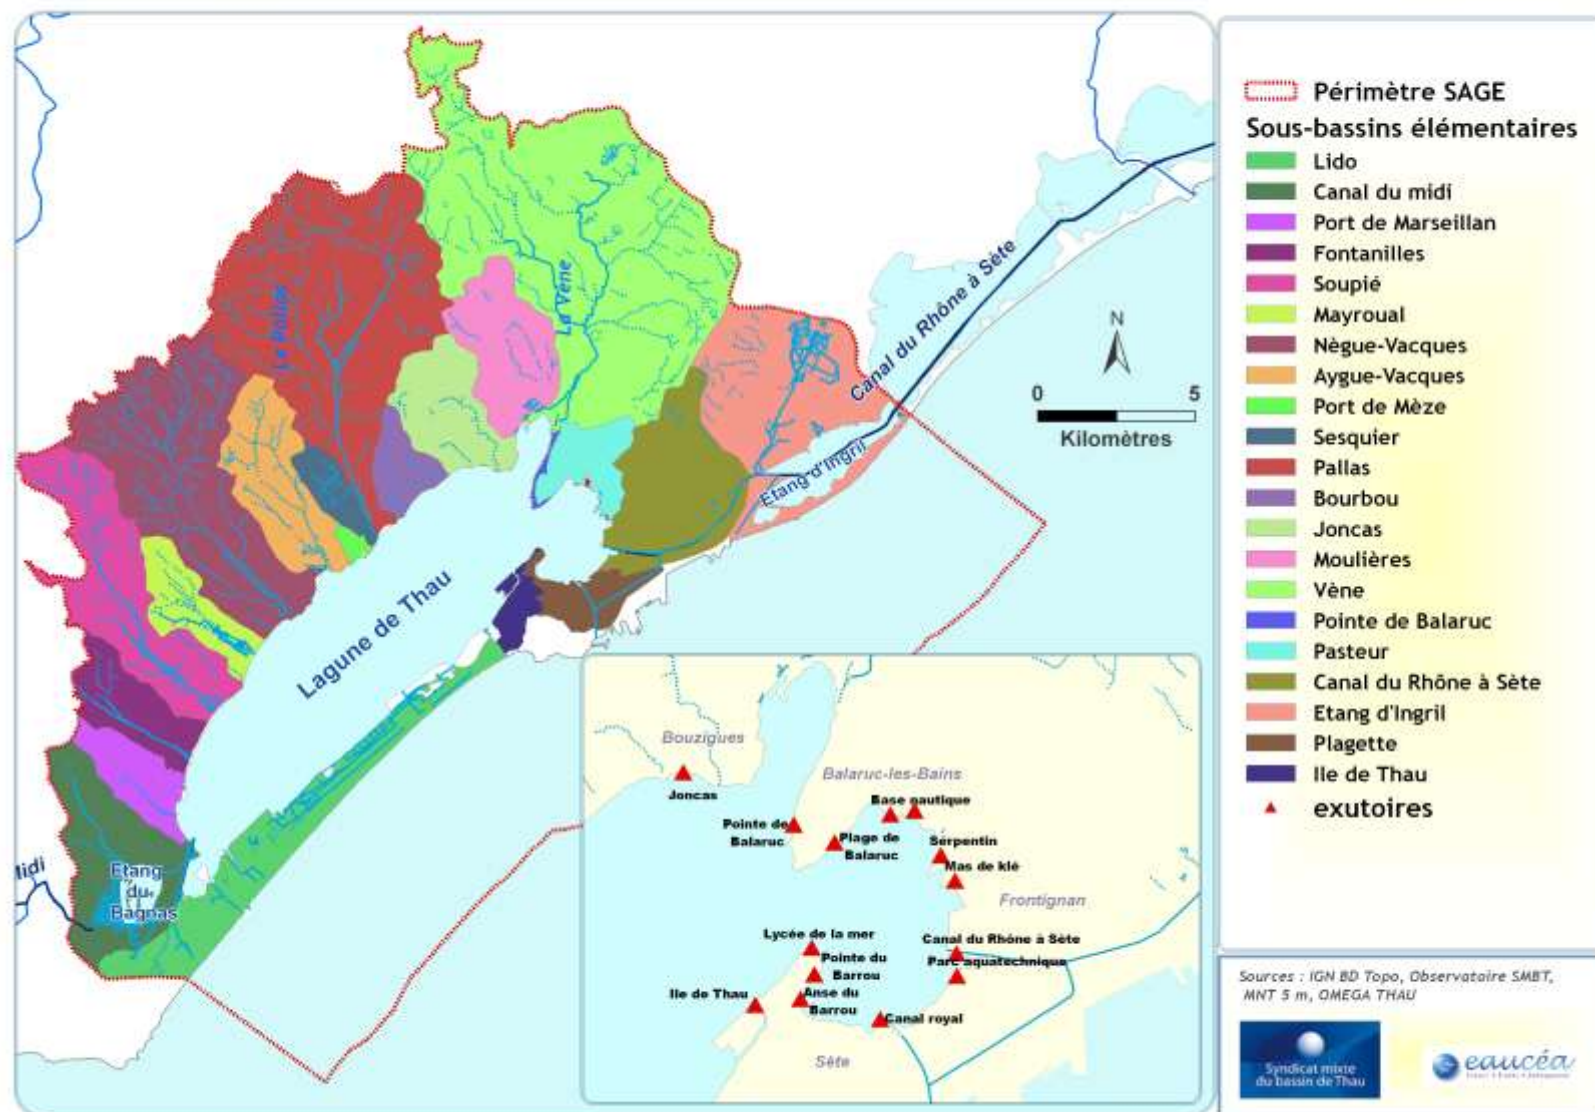 La Vène
Le Pallas
Canal du Rhône à Sète
Etang d'Ingril
Lagune de Thau
Etang
du
Bagnas
N
0 5
Kilomètres
Bouzigues
Joncas
Balaruc-les-Bains
Base nautique
Pointe de
Balaruc
Plage de
Balaruc
Serpentin
Mas de klé
Frontignan
Lycée de la mer
Pointe du
Barrou
Canal du Rhône à Sète
Parc aquatechnique
Ile de Thau
Anse du
Barrou
Canal royal
Sète
Périmètre SAGE
Sous-bassins élémentaires
Lido
Canal du midi
Port de Marseillan
Fontanilles
Soupié
Mayroual
Nègue-Vacques
Aygue-Vacques
Port de Mèze
Sesquier
Pallas
Bourbou
Joncas
Moulières
Vène
Pointe de Balaruc
Pasteur
Canal du Rhône à Sète
Etang d'Ingril
Plagette
Ile de Thau
exutoires
Sources : IGN BD Topo, Observatoire SMBT,
MNT 5 m, OMEGA THAU
Syndicat mixte
du bassin de Thau
eaucéa